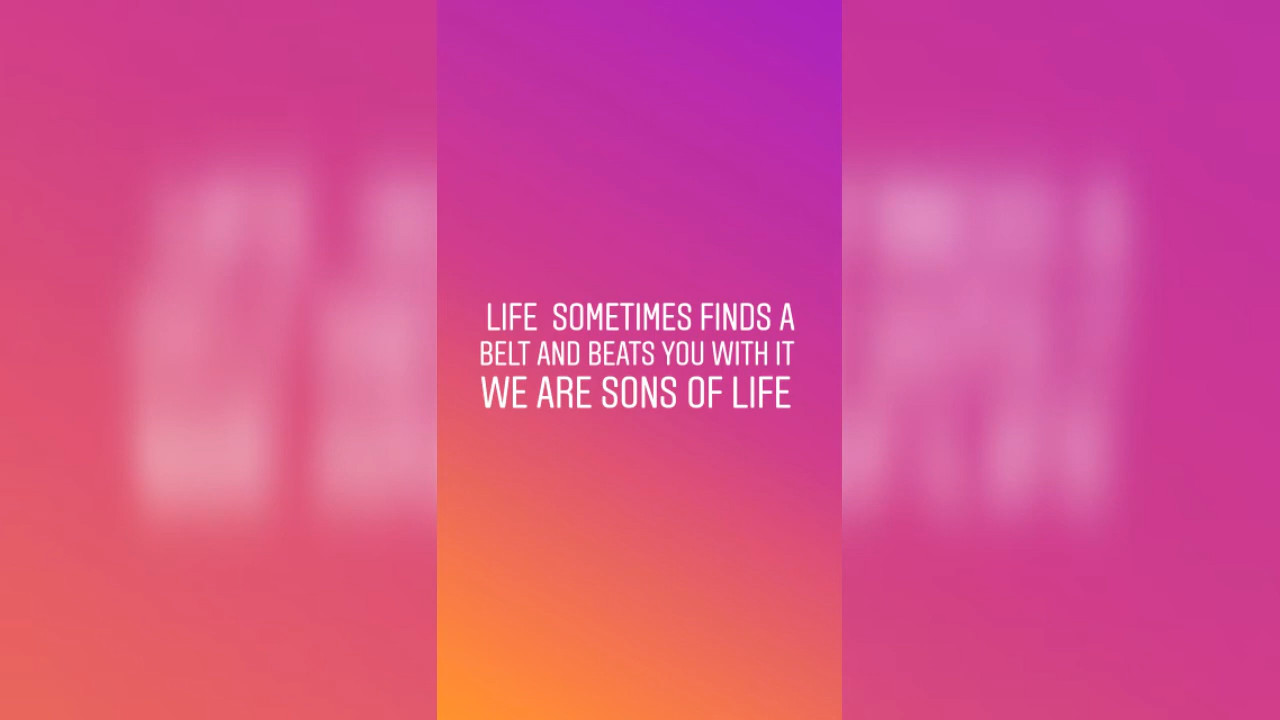 LIFE  SOMETIMES FINDS A
BELT AND BEATS YOU WITH IT
WE ARE SONS OF LIFE